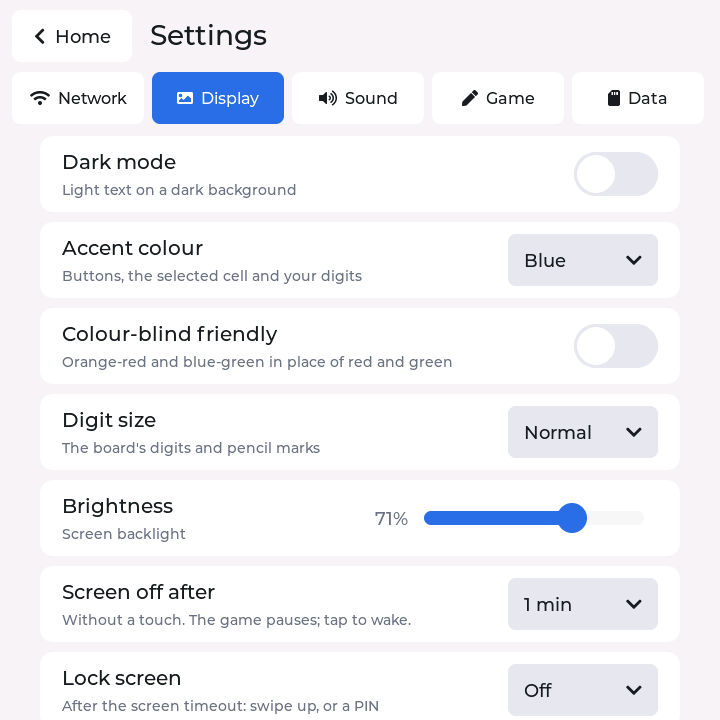 Home
Settings
Network
Display
Sound
Game
Data
Dark mode
Light text on a dark background
Accent colour
Buttons, the selected cell and your digits
Blue
Colour-blind friendly
Orange-red and blue-green in place of red and green
Digit size
The board's digits and pencil marks
Normal
Brightness
Screen backlight
71%
Screen off after
Without a touch. The game pauses; tap to wake.
1 min
Lock screen
After the screen timeout: swipe up, or a PIN
Off